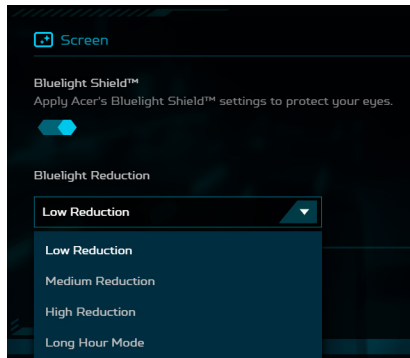 Screen
Bluelight Shield™
Apply Acer's Bluelight Shield™ settings to protect your eyes.
Bluelight Reduction
Low Reduction
Low Reduction
Medium Reduction
High Reduction
Long Hour Mode